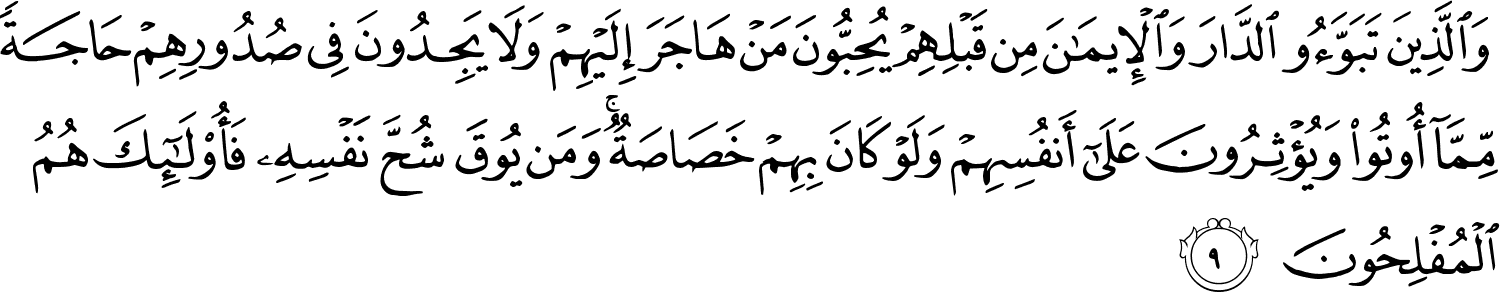 وَٱلَّذِينَ تَبَوَّءُو ٱلدَّارَ وَٱلْإِيمَـٰنَ مِن قَبْلِهِمْ يُحِبُّونَ مَنْ هَاجَرَ إِلَيْهِمْ وَلَا يَجِدُونَ فِى صُدُورِهِمْ حَاجَةً
مِّمَّآ أُوتُوا۟ وَيُؤْثِرُونَ عَلَىٰٓ أَنفُسِهِمْ وَلَوْ كَانَ بِهِمْ خَصَاصَةٌ ۚ وَمَن يُوقَ شُحَّ نَفْسِهِۦ فَأُو۟لَـٰٓئِكَ هُمُ
ٱلْمُفْلِحُونَ ٩